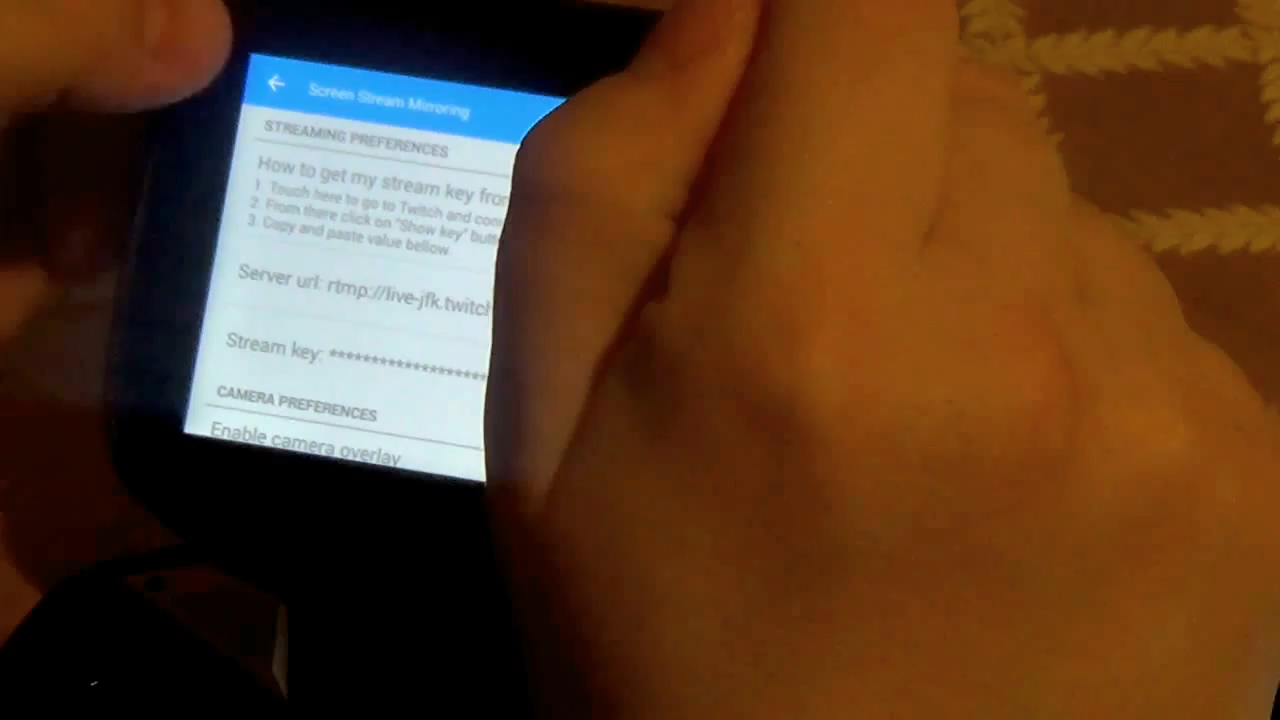 Screen Stream Mirroring
STREAMING PREFERENCES
How to get my stream key from
1. Touch here to go to Twitch and
2. From there click on "Show key"
3. Copy and paste value bellow.
Server url: rtmp://live-jfk.twitch
Stream key: *******************
CAMERA PREFERENCES
Enable camera overlay